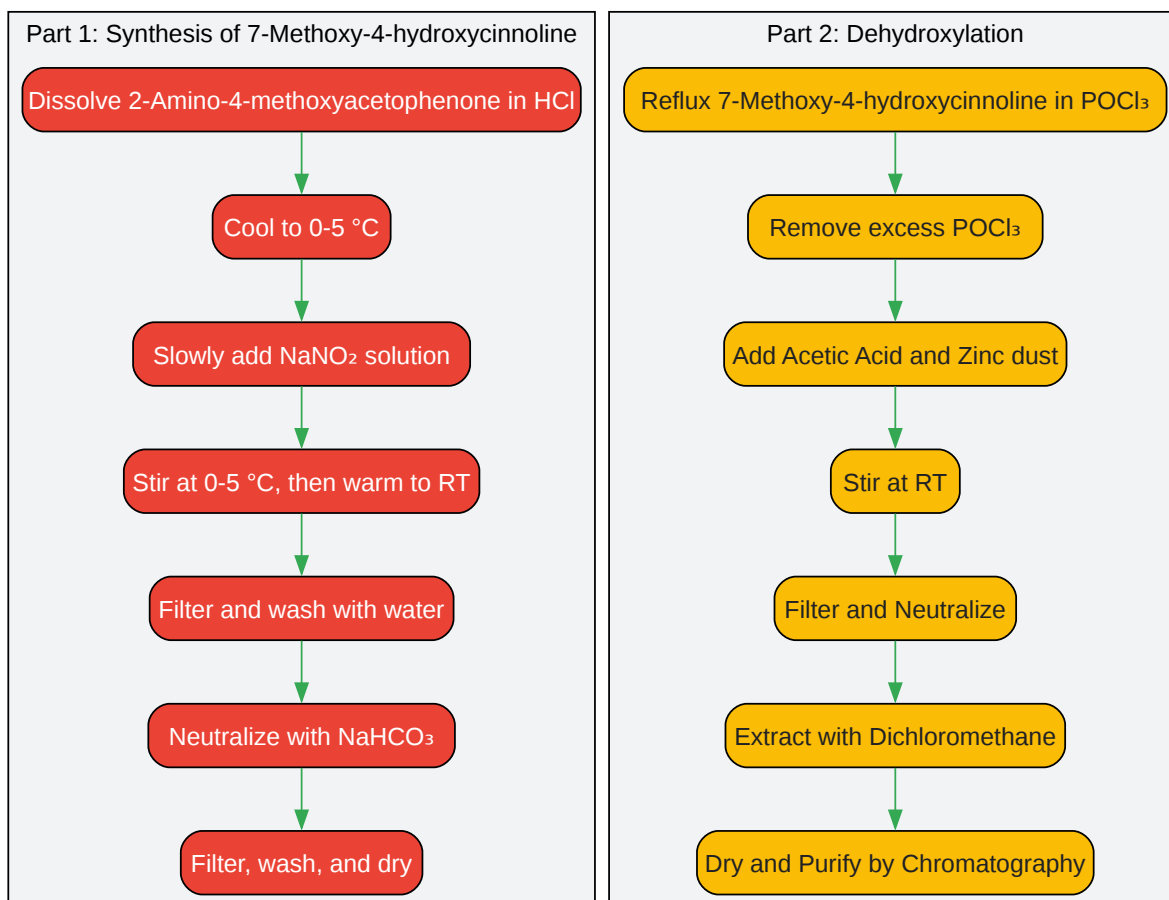 Part 1: Synthesis of 7-Methoxy-4-hydroxycinnoline
Dissolve 2-Amino-4-methoxyacetophenone in HCl
Cool to 0-5 °C
Slowly add NaNO₂ solution
Stir at 0-5 °C, then warm to RT
Filter and wash with water
Neutralize with NaHCO₃
Filter, wash, and dry
Part 2: Dehydroxylation
Reflux 7-Methoxy-4-hydroxycinnoline in POCl₃
Remove excess POCl₃
Add Acetic Acid and Zinc dust
Stir at RT
Filter and Neutralize
Extract with Dichloromethane
Dry and Purify by Chromatography